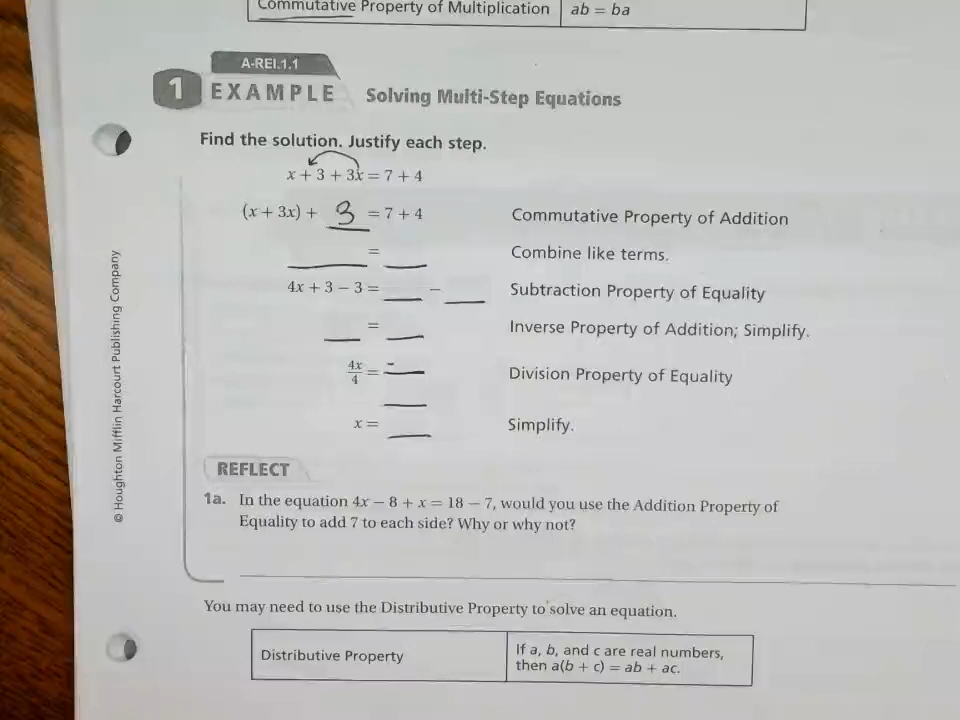 Commutative Property of Multiplication ab = ba
A-REI.1.1
1 EXAMPLE Solving Multi-Step Equations
Find the solution. Justify each step.
x + 3 + 3x = 7 + 4
(x + 3x) + 3 = 7 + 4 Commutative Property of Addition
= Combine like terms.
4x + 3 − 3 = − Subtraction Property of Equality
= Inverse Property of Addition; Simplify.
4x/4 = Division Property of Equality
x = Simplify.
REFLECT
1a. In the equation 4x − 8 + x = 18 − 7, would you use the Addition Property of
Equality to add 7 to each side? Why or why not?
You may need to use the Distributive Property to solve an equation.
Distributive Property If a, b, and c are real numbers,
then a(b + c) = ab + ac.
© Houghton Mifflin Harcourt Publishing Company